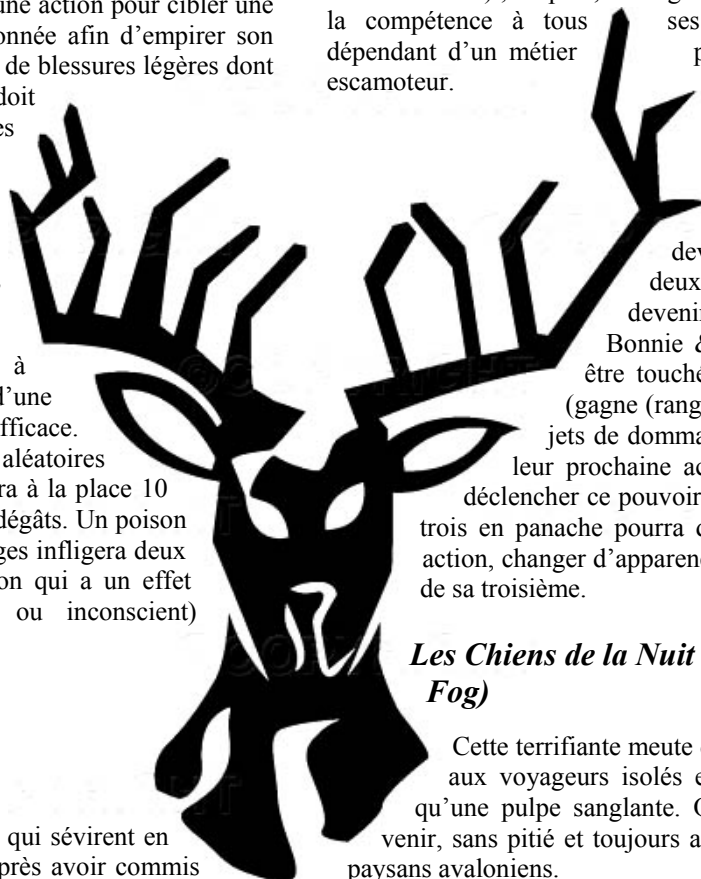 une action pour cibler une
onnée afin d’empirer son
de blessures légères dont
doit
es
à
d’une
fficace.
aléatoires
ra à la place 10
dégâts. Un poison
ges infligera deux
on qui a un effet
ou inconscient)
qui sévirent en
près avoir commis
la compétence à tous ses
dépendant d’un métier p
escamoteur.
dev
deux
devenir
Bonnie &
être touché
(gagne (rang
jets de domma
leur prochaine ac
déclencher ce pouvoir
trois en panache pourra d
action, changer d’apparenc
de sa troisième.
Les Chiens de la Nuit
Fog)
Cette terrifiante meute
aux voyageurs isolés e
qu’une pulpe sanglante. O
venir, sans pitié et toujours a
paysans avaloniens.